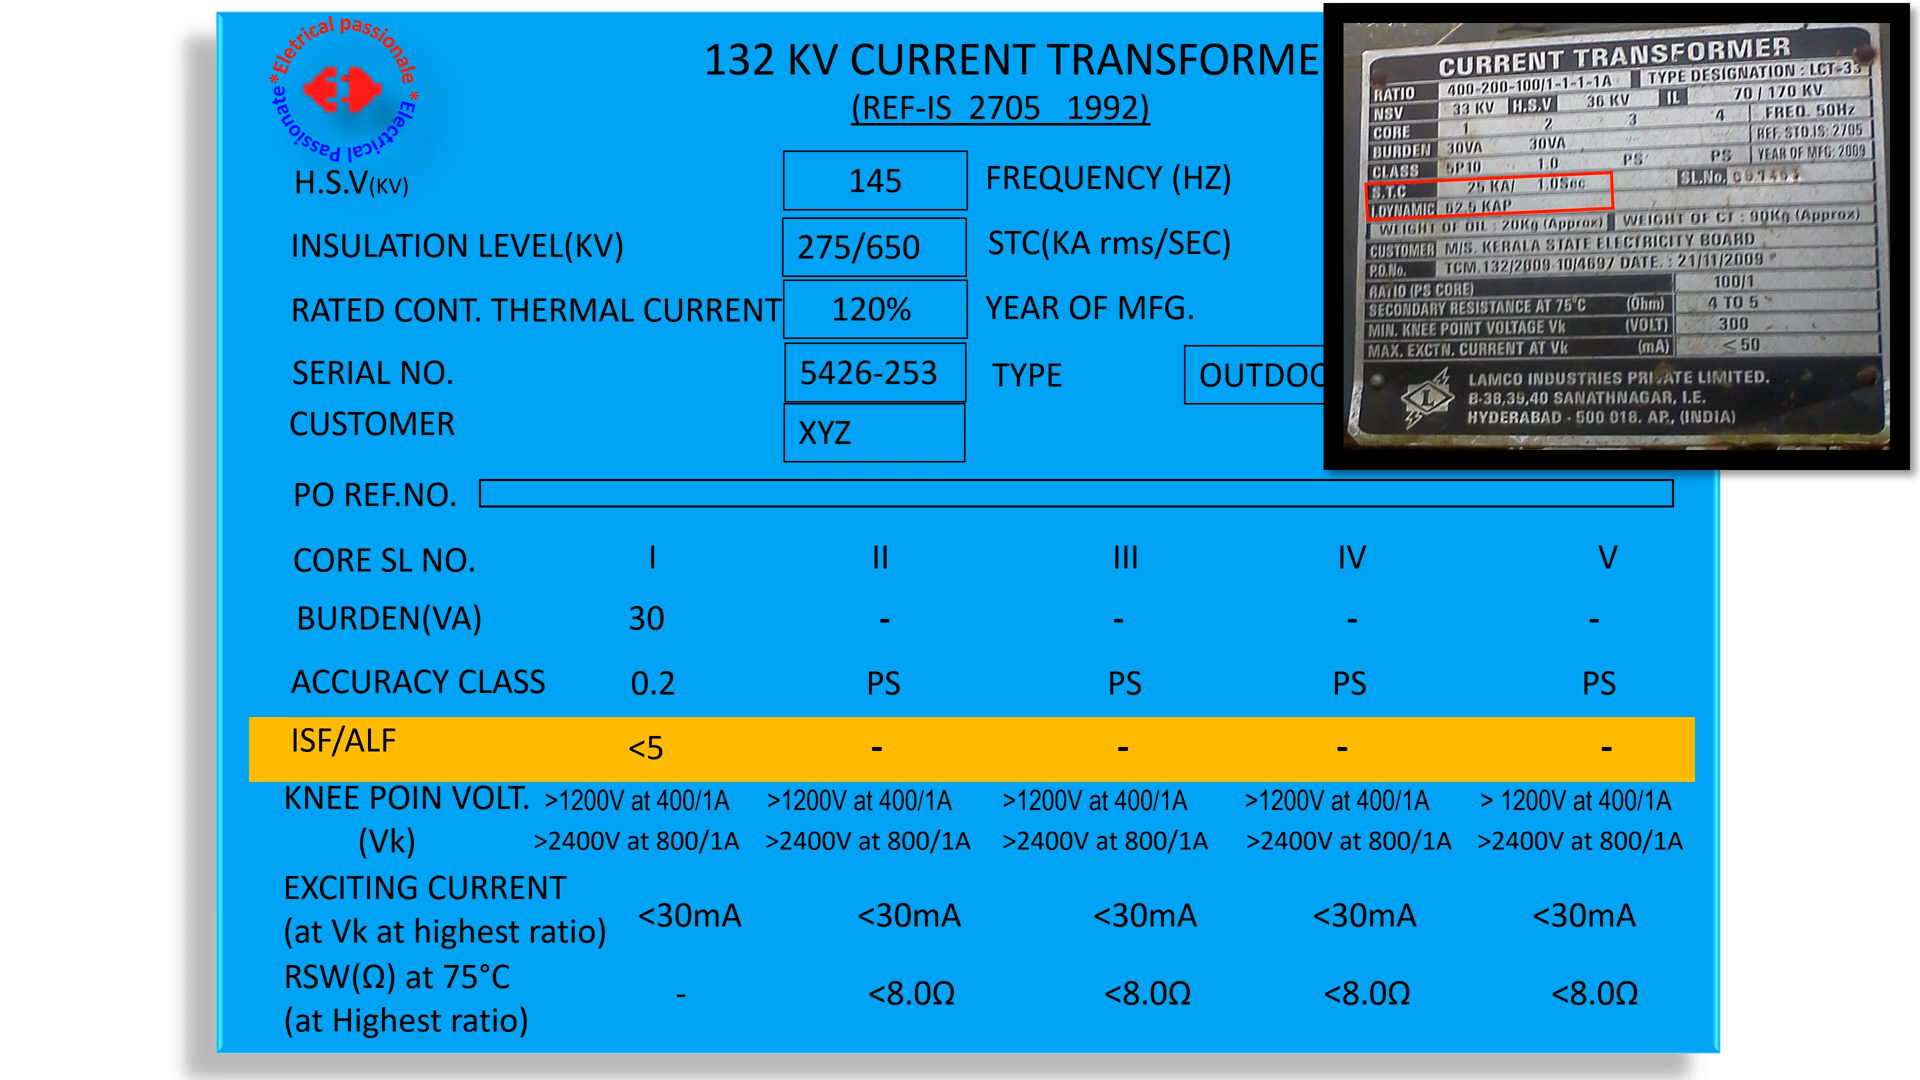 *Eletrical passionale*
*Electrical Passionate*
132 KV CURRENT TRANSFORME
(REF-IS 2705 1992)
H.S.V(KV) 145 FREQUENCY (HZ)
INSULATION LEVEL(KV) 275/650 STC(KA rms/SEC)
RATED CONT. THERMAL CURRENT 120% YEAR OF MFG.
SERIAL NO. 5426-253 TYPE OUTDOO
CUSTOMER XYZ
PO REF.NO.
CORE SL NO. I II III IV V
BURDEN(VA) 30 - - - -
ACCURACY CLASS 0.2 PS PS PS PS
ISF/ALF <5 - - - -
KNEE POIN VOLT. >1200V at 400/1A >1200V at 400/1A >1200V at 400/1A >1200V at 400/1A > 1200V at 400/1A
(Vk) >2400V at 800/1A >2400V at 800/1A >2400V at 800/1A >2400V at 800/1A >2400V at 800/1A
EXCITING CURRENT
(at Vk at highest ratio) <30mA <30mA <30mA <30mA <30mA
RSW(Ω) at 75°C
(at Highest ratio) - <8.0Ω <8.0Ω <8.0Ω <8.0Ω
CURRENT TRANSFORMER
RATIO 400-200-100/1-1-1-1A TYPE DESIGNATION : LCT-33
NSV 33 KV H.S.V 36 KV IL 70 / 170 KV
CORE 1 2 3 4 FREQ. 50Hz
BURDEN 30VA 30VA REF. STD.IS: 2705
CLASS 5P10 1.0 PS PS YEAR OF MFG: 2009
S.T.C 25 KA/ 1.0Sec SL.No.
I.DYNAMIC 62.5 KAP
WEIGHT OF OIL : 20Kg (Approx) WEIGHT OF CT : 90Kg (Approx)
CUSTOMER M/S. KERALA STATE ELECTRICITY BOARD
P.O.No. TCM.132/2009-10/4697 DATE. : 21/11/2009
RATIO (PS CORE) 100/1
SECONDARY RESISTANCE AT 75°C (Ohm) 4 TO 5
MIN. KNEE POINT VOLTAGE Vk (VOLT) 300
MAX. EXCTN. CURRENT AT Vk (mA) ≤ 50
L
LAMCO INDUSTRIES PRIVATE LIMITED.
B-38,39,40 SANATHNAGAR, I.E.
HYDERABAD - 500 018. AP., (INDIA)